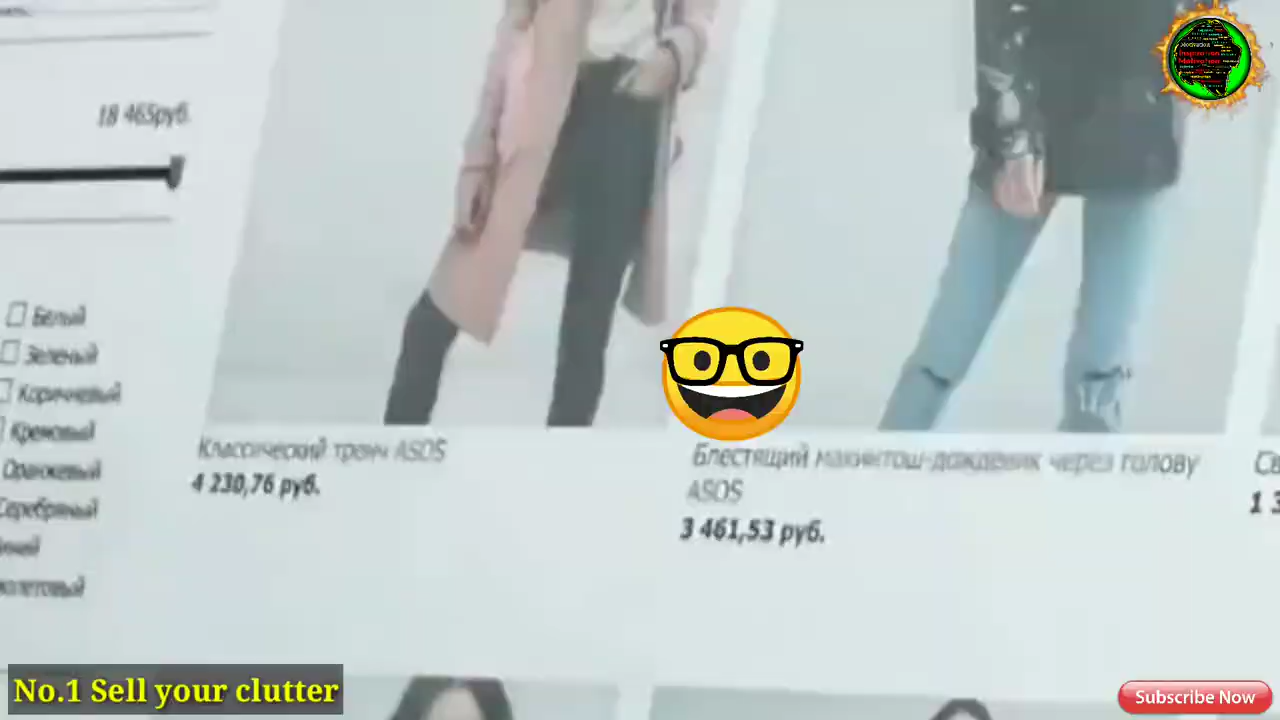 18 465руб.
Белый
Зеленый
Коричневый
Кремовый
Оранжевый
Серебряный
Классический тренч ASOS
4 230,76 руб.
Блестящий макинтош-дождевик через голову
ASOS
3 461,53 руб.
No.1 Sell your clutter
Subscribe Now